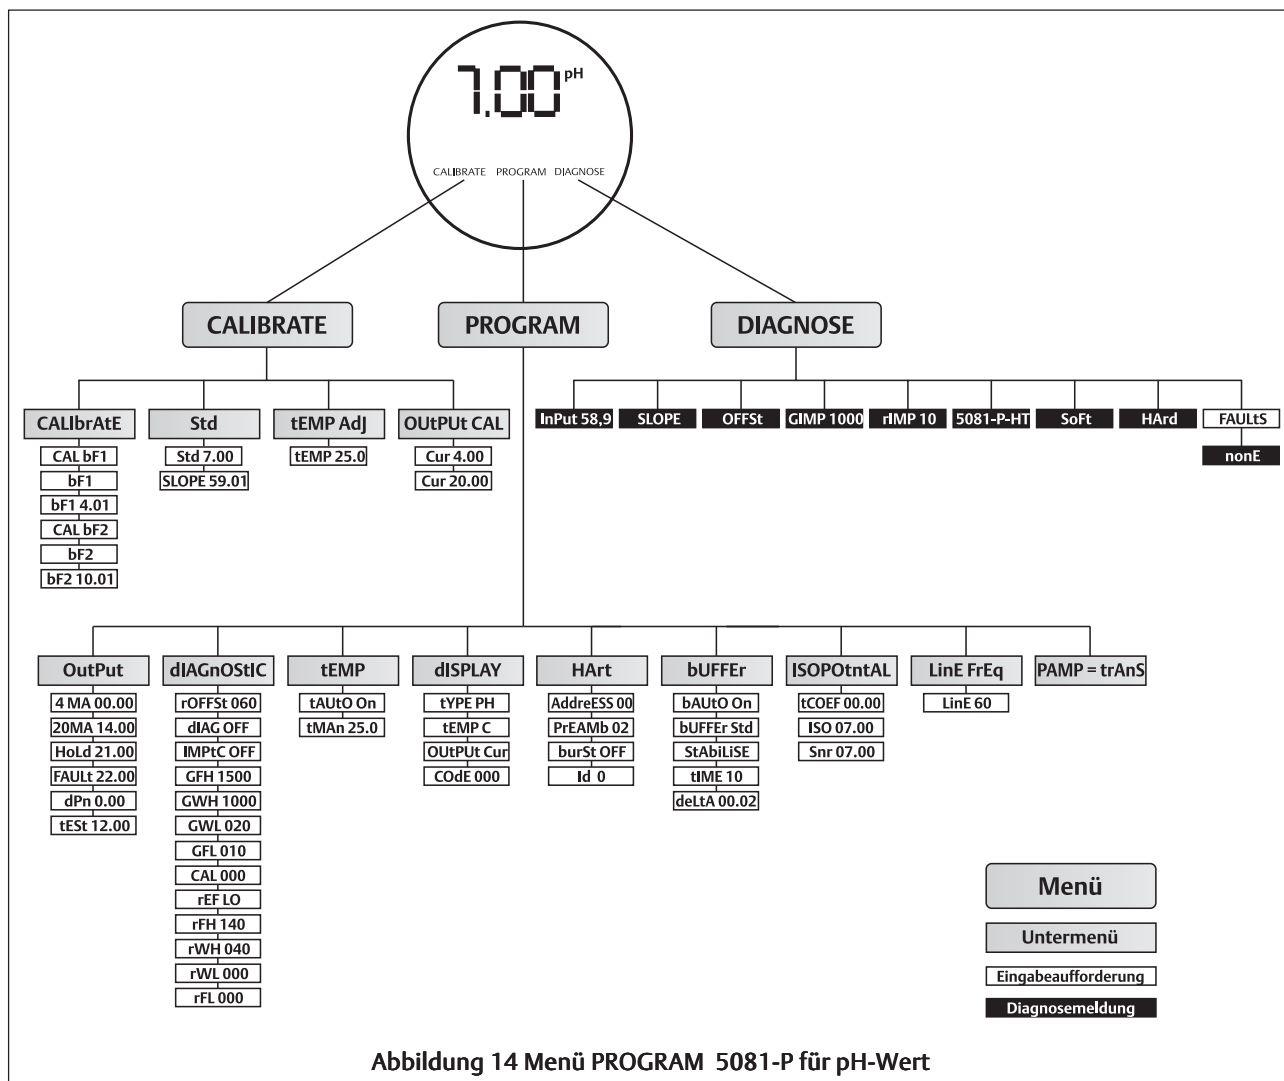 7.00 pH
CALIBRATE PROGRAM DIAGNOSE
CALIBRATE
PROGRAM
DIAGNOSE
CALIbrAtE
CAL bF1
bF1
bF1 4.01
CAL bF2
bF2
bF2 10.01
Std
Std 7.00
SLOPE 59.01
tEMP Adj
tEMP 25.0
OUtPUt CAL
Cur 4.00
Cur 20.00
InPut 58,9
SLOPE
OFFSt
GIMP 1000
rIMP 10
5081-P-HT
SoFt
HArd
FAULtS
nonE
OutPut
4 MA 00.00
20MA 14.00
HoLd 21.00
FAULt 22.00
dPn 0.00
tESt 12.00
dIAGnOStIC
rOFFSt 060
dIAG OFF
IMPtC OFF
GFH 1500
GWH 1000
GWL 020
GFL 010
CAL 000
rEF LO
rFH 140
rWH 040
rWL 000
rFL 000
tEMP
tAUtO On
tMAn 25.0
dISPLAY
tYPE PH
tEMP C
OUtPUt Cur
COdE 000
HArt
AddreESS 00
PrEAMb 02
burSt OFF
Id 0
bUFFEr
bAUtO On
bUFFEr Std
StAbiLiSE
tIME 10
deLtA 00.02
ISOPOtntAL
tCOEF 00.00
ISO 07.00
Snr 07.00
LinE FrEq
LinE 60
PAMP = trAnS
Menü
Untermenü
Eingabeaufforderung
Diagnosemeldung
Abbildung 14 Menü PROGRAM 5081-P für pH-Wert